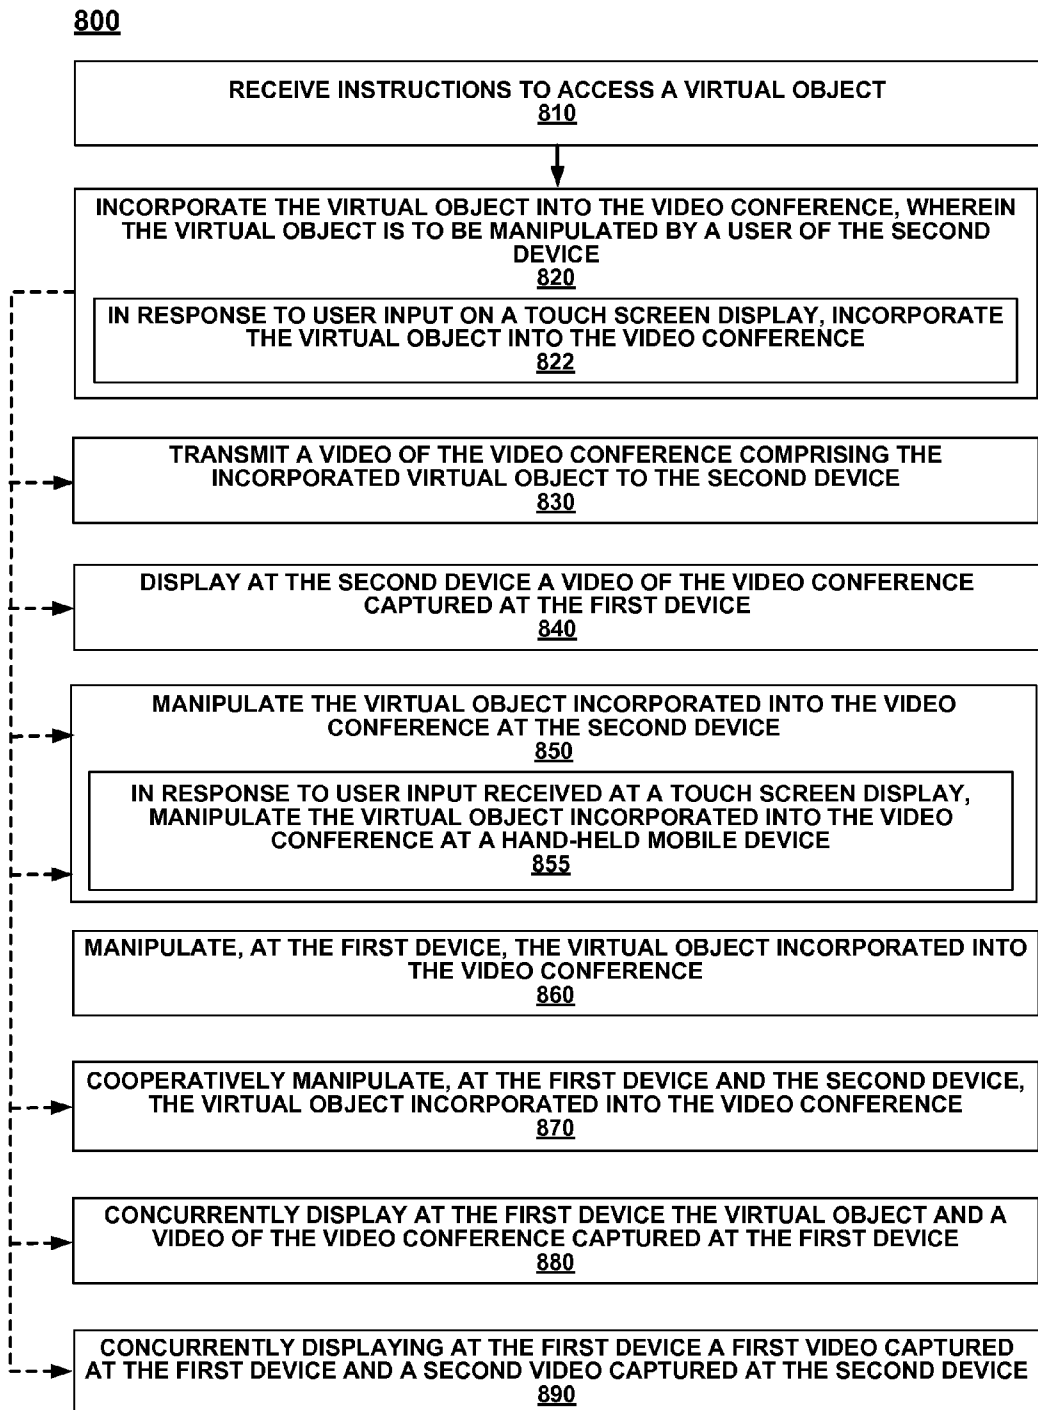 800
RECEIVE INSTRUCTIONS TO ACCESS A VIRTUAL OBJECT
810
INCORPORATE THE VIRTUAL OBJECT INTO THE VIDEO CONFERENCE, WHEREIN
THE VIRTUAL OBJECT IS TO BE MANIPULATED BY A USER OF THE SECOND
DEVICE
820
IN RESPONSE TO USER INPUT ON A TOUCH SCREEN DISPLAY, INCORPORATE
THE VIRTUAL OBJECT INTO THE VIDEO CONFERENCE
822
TRANSMIT A VIDEO OF THE VIDEO CONFERENCE COMPRISING THE
INCORPORATED VIRTUAL OBJECT TO THE SECOND DEVICE
830
DISPLAY AT THE SECOND DEVICE A VIDEO OF THE VIDEO CONFERENCE
CAPTURED AT THE FIRST DEVICE
840
MANIPULATE THE VIRTUAL OBJECT INCORPORATED INTO THE VIDEO
CONFERENCE AT THE SECOND DEVICE
850
IN RESPONSE TO USER INPUT RECEIVED AT A TOUCH SCREEN DISPLAY,
MANIPULATE THE VIRTUAL OBJECT INCORPORATED INTO THE VIDEO
CONFERENCE AT A HAND-HELD MOBILE DEVICE
855
MANIPULATE, AT THE FIRST DEVICE, THE VIRTUAL OBJECT INCORPORATED INTO
THE VIDEO CONFERENCE
860
COOPERATIVELY MANIPULATE, AT THE FIRST DEVICE AND THE SECOND DEVICE,
THE VIRTUAL OBJECT INCORPORATED INTO THE VIDEO CONFERENCE
870
CONCURRENTLY DISPLAY AT THE FIRST DEVICE THE VIRTUAL OBJECT AND A
VIDEO OF THE VIDEO CONFERENCE CAPTURED AT THE FIRST DEVICE
880
CONCURRENTLY DISPLAYING AT THE FIRST DEVICE A FIRST VIDEO CAPTURED
AT THE FIRST DEVICE AND A SECOND VIDEO CAPTURED AT THE SECOND DEVICE
890